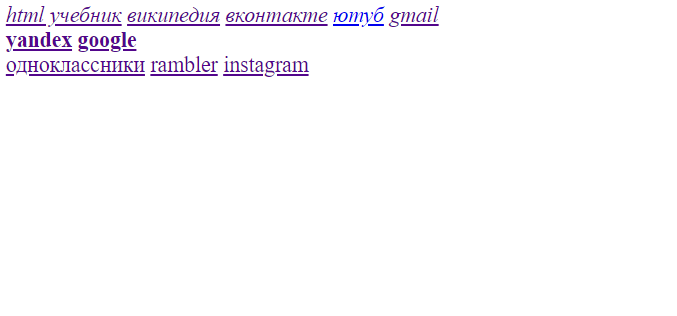 html учебник википедия вконтакте ютуб gmail
yandex google
одноклассники rambler instagram